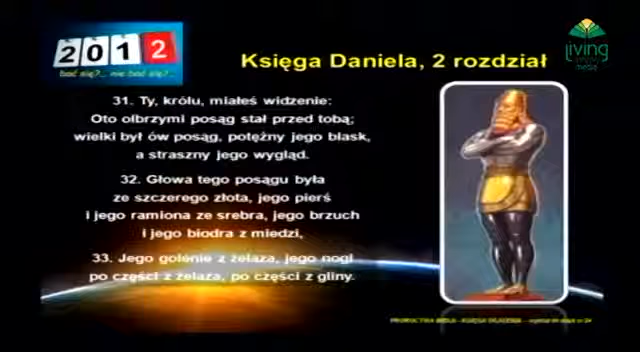 2012
bać się?... nie bać się?...
Księga Daniela, 2 rozdział
Living
media
31. Ty, królu, miałeś widzenie:
Oto olbrzymi posąg stał przed tobą;
wielki był ów posąg, potężny jego blask,
a straszny jego wygląd.
32. Głowa tego posągu była
ze szczerego złota, jego pierś
i jego ramiona ze srebra, jego brzuch
i jego biodra z miedzi,
33. Jego golenie z żelaza, jego nogi
po części z żelaza, po części z gliny.